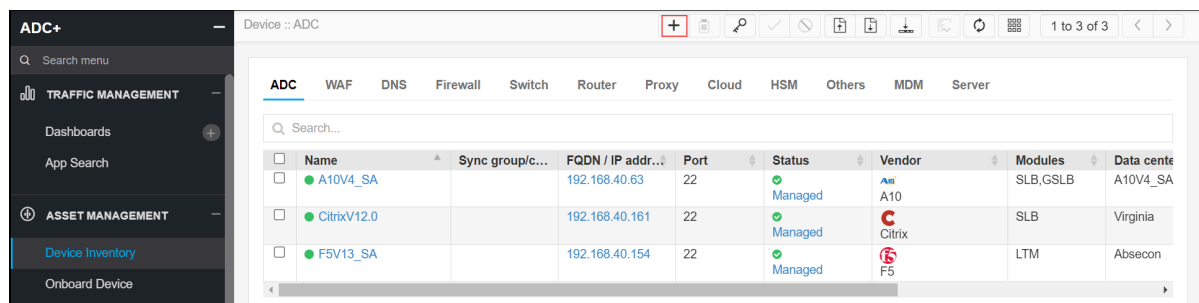 ADC+
Device :: ADC
1 to 3 of 3
Search menu
TRAFFIC MANAGEMENT
Dashboards
App Search
ASSET MANAGEMENT
Device Inventory
Onboard Device
ADC WAF DNS Firewall Switch Router Proxy Cloud HSM Others MDM Server
Search...
Name Sync group/c... FQDN / IP addr... Port Status Vendor Modules Data cente
A10V4_SA 192.168.40.63 22 Managed A10 A10 SLB,GSLB A10V4_SA
CitrixV12.0 192.168.40.161 22 Managed Citrix SLB Virginia
F5V13_SA 192.168.40.154 22 Managed F5 F5 LTM Absecon